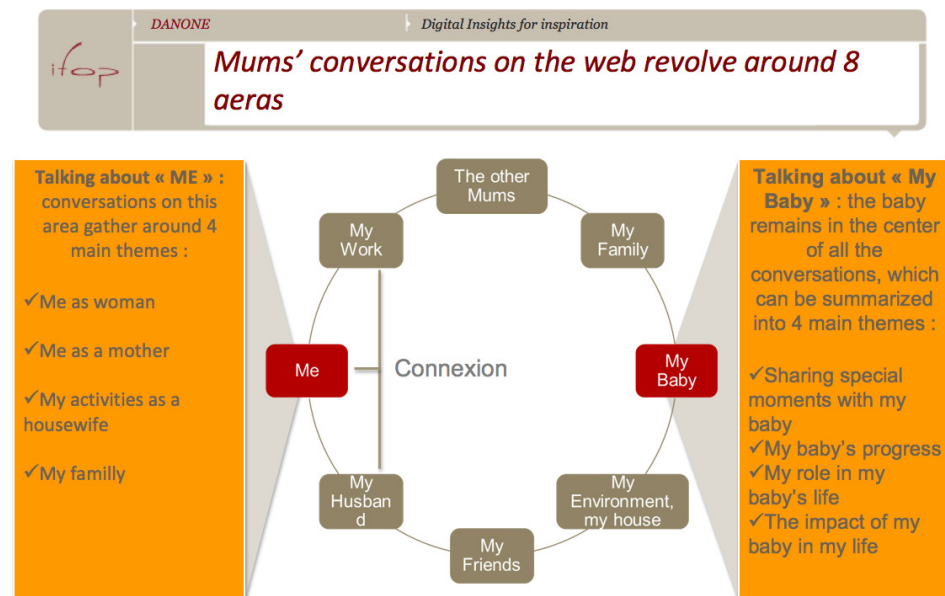 DANONE
Digital Insights for inspiration
ifop
Mums’ conversations on the web revolve around 8
aeras
Talking about « ME » :
conversations on this
area gather around 4
main themes :
✓Me as woman
✓Me as a mother
✓My activities as a
housewife
✓My familly
The other
Mums
My
Work
My
Family
Me
Connexion
My
Baby
My
Husban
d
My
Environment,
my house
My
Friends
Talking about « My
Baby » : the baby
remains in the center
of all the
conversations, which
can be summarized
into 4 main themes :
✓Sharing special
moments with my
baby
✓My baby’s progress
✓My role in my
baby’s life
✓The impact of my
baby in my life